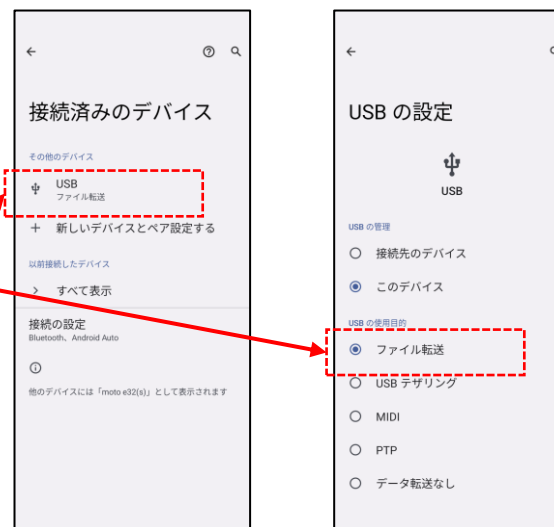 接続済みのデバイス
その他のデバイス
USB
ファイル転送
新しいデバイスとペア設定する
以前接続したデバイス
すべて表示
接続の設定
Bluetooth、Android Auto
他のデバイスには「moto e32(s)」として表示されます
USB の設定
USB
USB の管理
接続先のデバイス
このデバイス
USB の使用目的
ファイル転送
USB テザリング
MIDI
PTP
データ転送なし